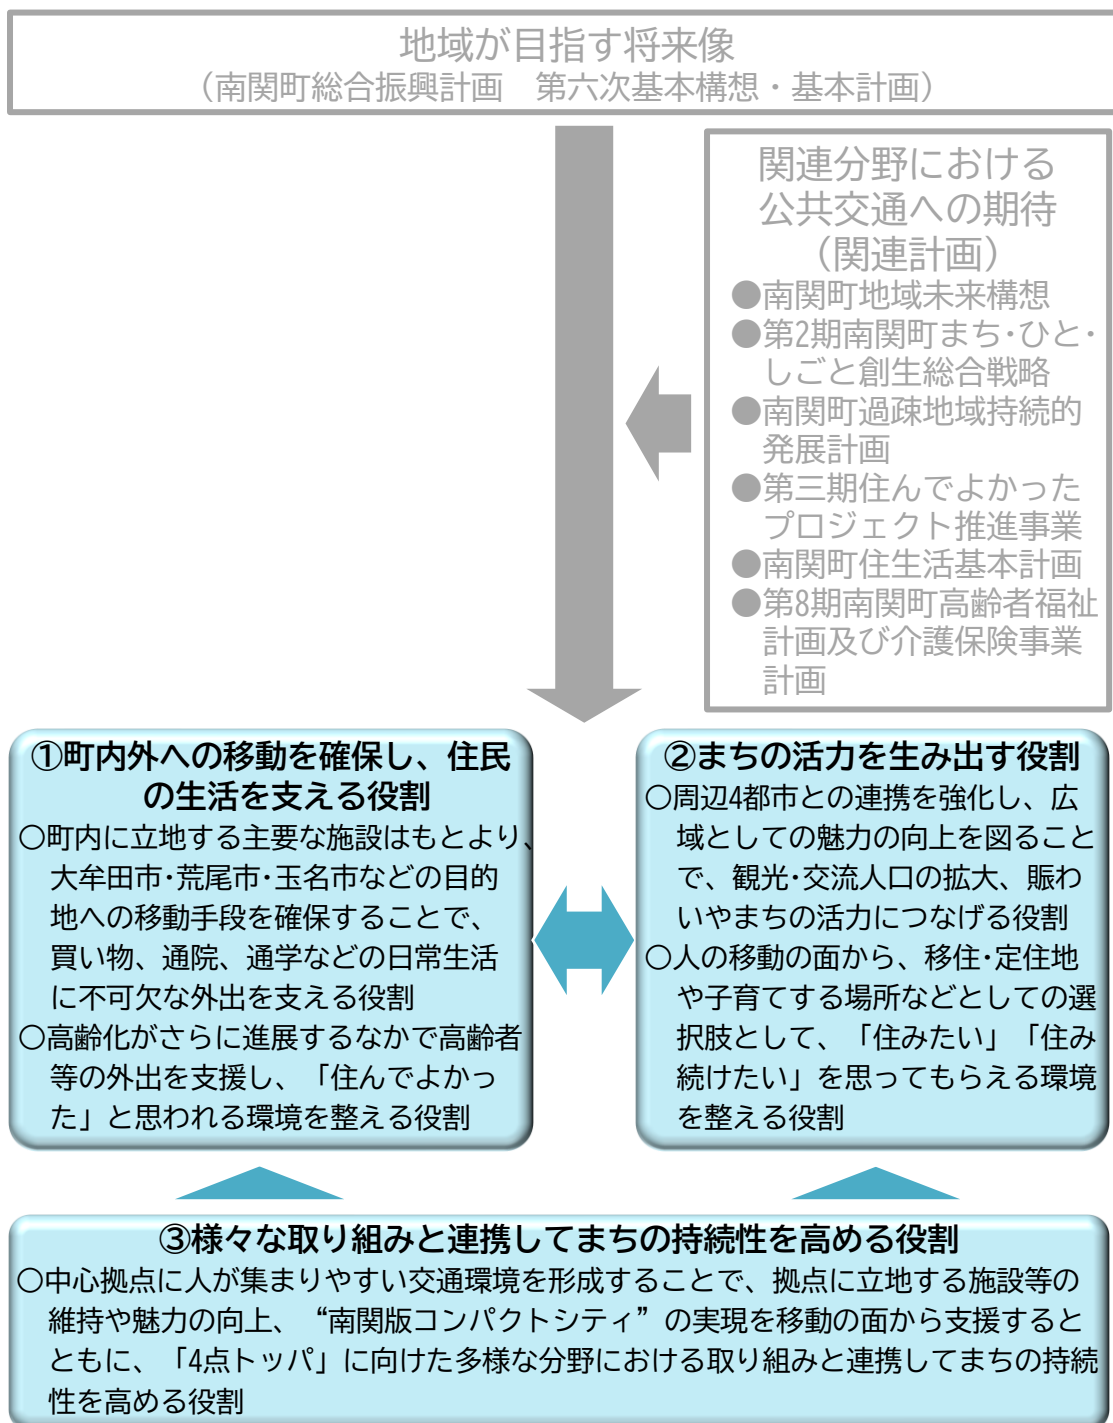 地域が目指す将来像
（南関町総合振興計画　第六次基本構想・基本計画）
関連分野における
公共交通への期待
（関連計画）
●南関町地域未来構想
●第2期南関町まち・ひと・
しごと創生総合戦略
●南関町過疎地域持続的
発展計画
●第三期住んでよかった
プロジェクト推進事業
●南関町住生活基本計画
●第8期南関町高齢者福祉
計画及び介護保険事業
計画
①町内外への移動を確保し、住民
の生活を支える役割
○町内に立地する主要な施設はもとより、
大牟田市・荒尾市・玉名市などの目的
地への移動手段を確保することで、
買い物、通院、通学などの日常生活
に不可欠な外出を支える役割
○高齢化がさらに進展するなかで高齢者
等の外出を支援し、「住んでよかっ
た」と思われる環境を整える役割
②まちの活力を生み出す役割
○周辺4都市との連携を強化し、広
域としての魅力の向上を図ること
で、観光・交流人口の拡大、賑わ
いやまちの活力につなげる役割
○人の移動の面から、移住・定住地
や子育てする場所などとしての選
択肢として、「住みたい」「住み
続けたい」を思ってもらえる環境
を整える役割
③様々な取り組みと連携してまちの持続性を高める役割
○中心拠点に人が集まりやすい交通環境を形成することで、拠点に立地する施設等の
維持や魅力の向上、“南関版コンパクトシティ”の実現を移動の面から支援すると
ともに、「4点トッパ」に向けた多様な分野における取り組みと連携してまちの持続
性を高める役割